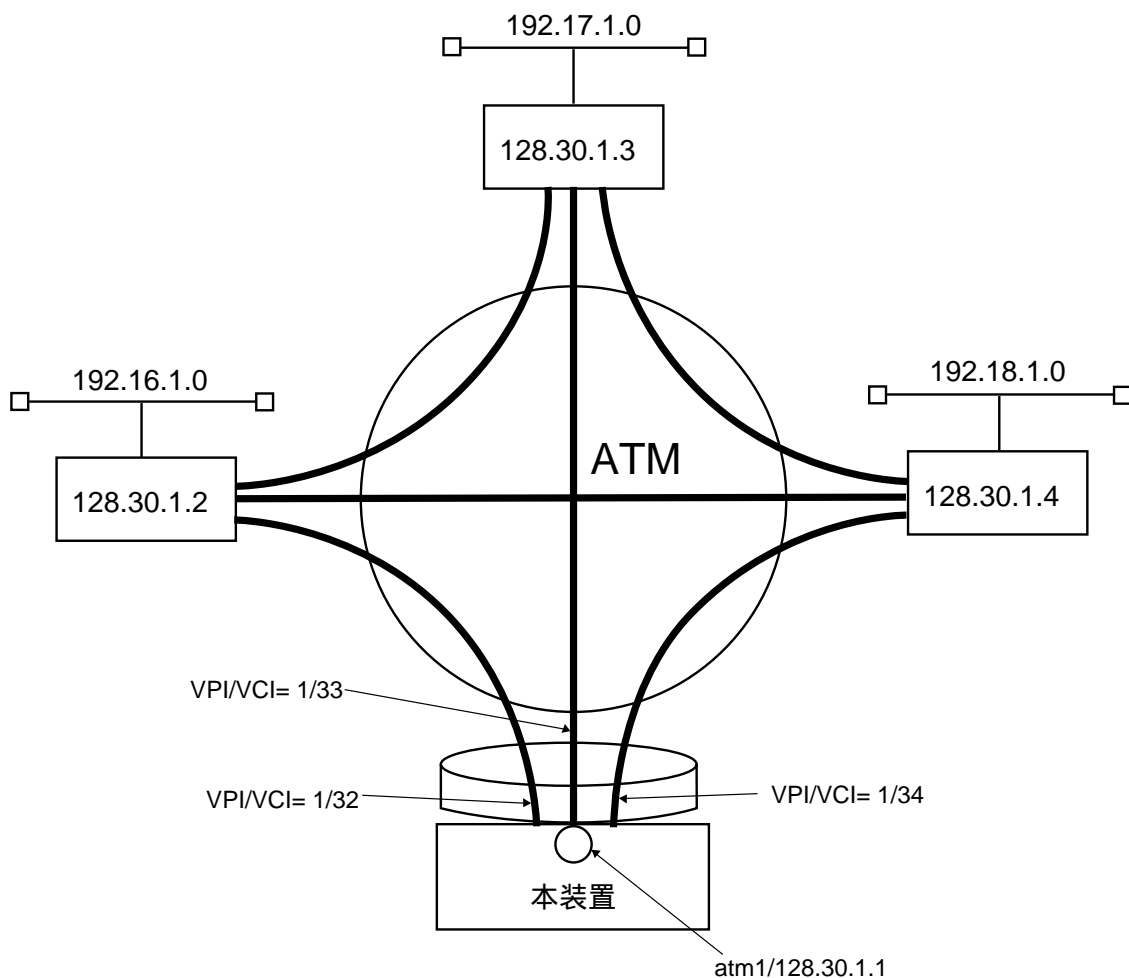 192.17.1.0
128.30.1.3
192.16.1.0
192.18.1.0
ATM
128.30.1.2
128.30.1.4
VPI/VCI= 1/33
VPI/VCI= 1/32
VPI/VCI= 1/34
本装置
atm1/128.30.1.1